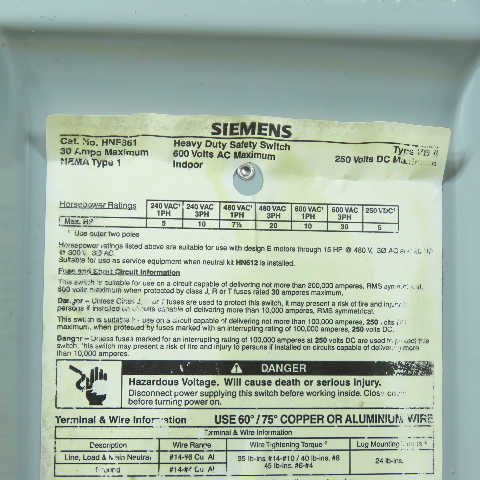 SIEMENS
Cat. No. HNF361 Heavy Duty Safety Switch
30 Amps Maximum 600 Volts AC Maximum 250 Volts DC Maximum
NEMA Type 1 Indoor
Horsepower Ratings 240 VAC¹ 1PH 240 VAC 3PH 480 VAC¹ 1PH 480 VAC 3PH 600 VAC¹ 1PH 600 VAC 3PH 250 VDC¹
Max. HP 5 10 7½ 20 10 30 5
¹ Use outer two poles
Horsepower ratings listed above are suitable for use with design E motors through 15 HP @ 480 V, 3Ø AC and
@ 600 V, 3Ø AC.
Suitable for use as service equipment when neutral kit HN612 is installed.
Fuse and Short Circuit Information
This switch is suitable for use on a circuit capable of delivering not more than 200,000 amperes, RMS symmetrical,
600 volts maximum when protected by class J, R or T fuses rated 30 amperes maximum.
Danger – Unless Class J, R or T fuses are used to protect this switch, it may present a risk of fire and injury to
persons if installed on circuits capable of delivering more than 10,000 amperes, RMS symmetrical.
This switch is suitable for use on a circuit capable of delivering not more than 100,000 amperes, 250 volts DC
maximum, when protected by fuses marked with an interrupting rating of 100,000 amperes, 250 volts DC.
Danger – Unless fuses marked for an interrupting rating of 100,000 amperes at 250 volts DC are used to protect this
switch, this switch may present a risk of fire and injury to persons if installed on circuits capable of delivering more
than 10,000 amperes.
DANGER
Hazardous Voltage. Will cause death or serious injury.
Disconnect power supplying this switch before working inside. Close door
before turning power on.
Terminal & Wire Information USE 60° / 75° COPPER OR ALUMINUM WIRE
Terminal & Wire Information
Description Wire Range Wire Tightening Torque ² Lug Mounting Torque ¹
Line, Load & Main Neutral #14-#6 Cu Al 35 lb-ins. #14-#10 / 40 lb-ins. #8 24 lb-ins.
Ground #14-#4 Cu Al 45 lb-ins. #6-#4